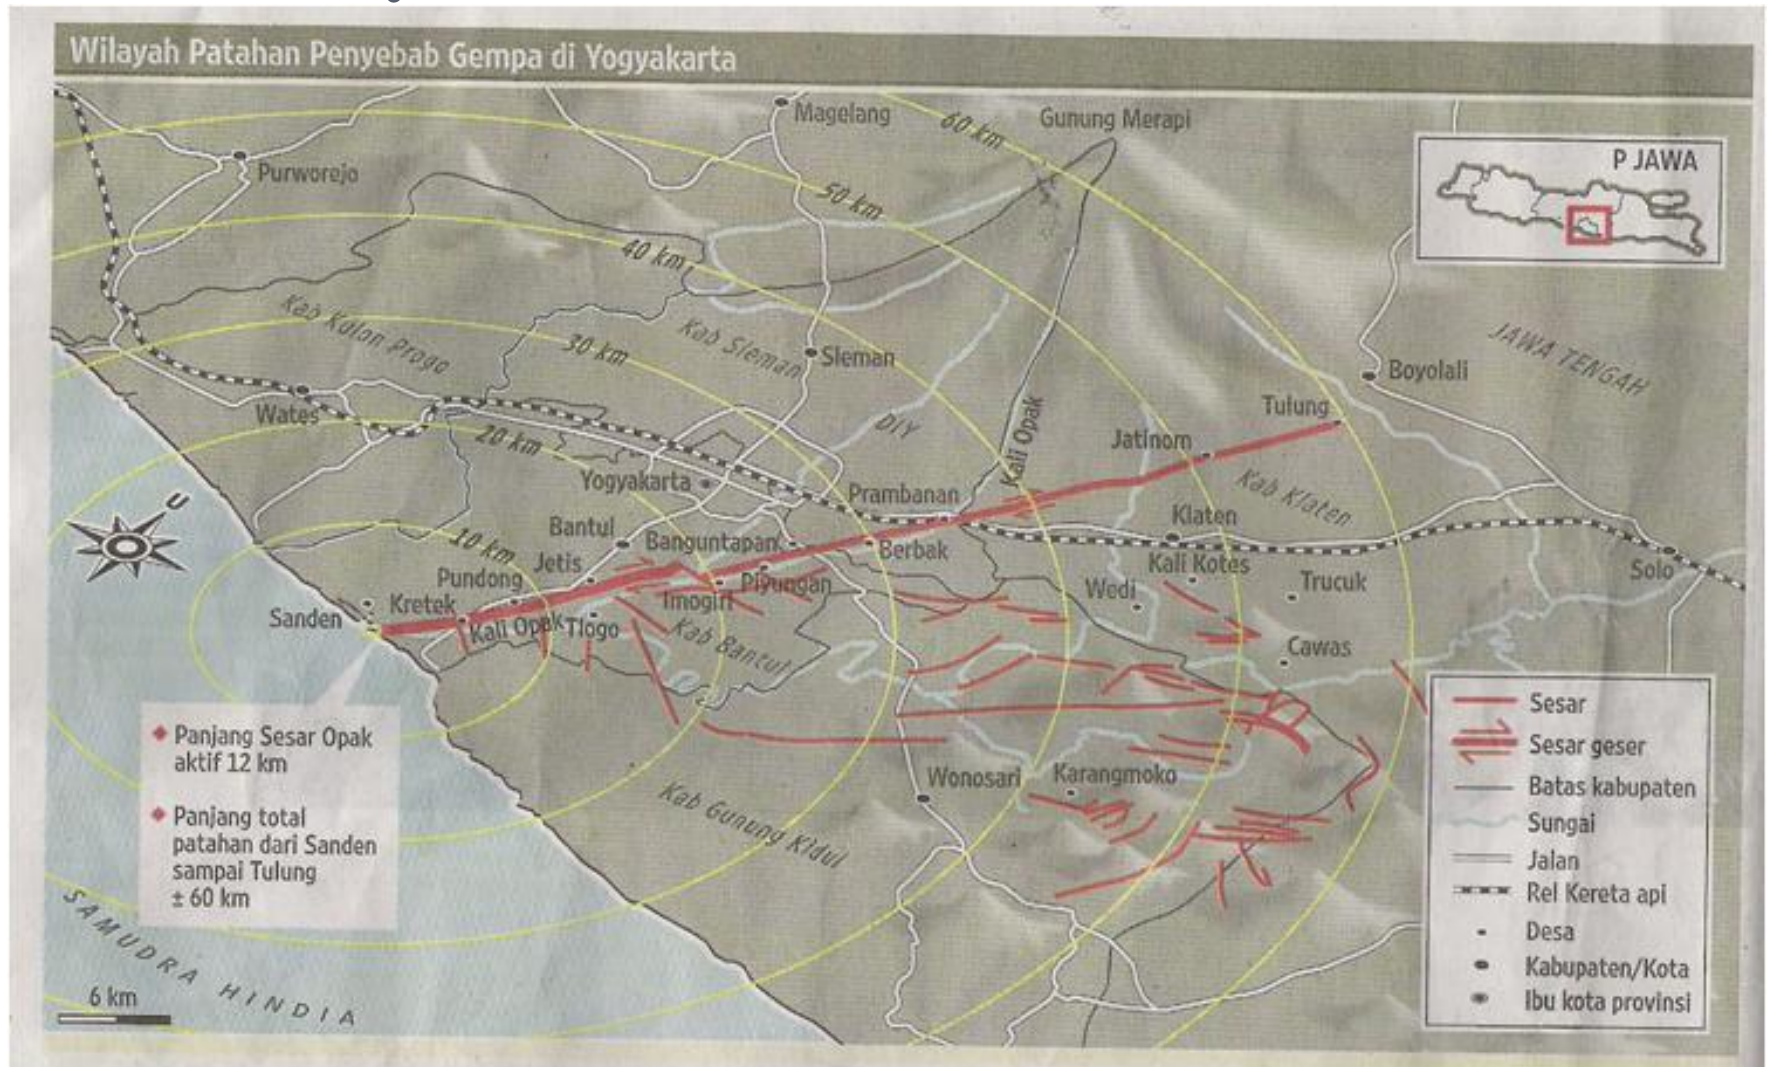 Wilayah Patahan Penyebab Gempa di Yogyakarta
Magelang
60 km
Gunung Merapi
P JAWA
Purworejo
50 km
40 km
Kab Kulon Progo
30 km
Kab Sleman
Sleman
JAWA TENGAH
Boyolali
Wates
20 km
DIY
Kali Opak
Tulung
Jatinom
Yogyakarta
Prambanan
Kab Klaten
U
10 km
Bantul
Banguntapan
Berbak
Klaten
Jetis
Kali Kotes
Solo
Pundong
Piyungan
Wedi
Trucuk
Sanden
Kretek
Imogiri
Kali Opak
Tlogo
Kab Bantul
Cawas
Panjang Sesar Opak
aktif 12 km
Panjang total
patahan dari Sanden
sampai Tulung
± 60 km
Wonosari
Karangmoko
Kab Gunung Kidul
SAMUDRA HINDIA
6 km
Sesar
Sesar geser
Batas kabupaten
Sungai
Jalan
Rel Kereta api
Desa
Kabupaten/Kota
Ibu kota provinsi